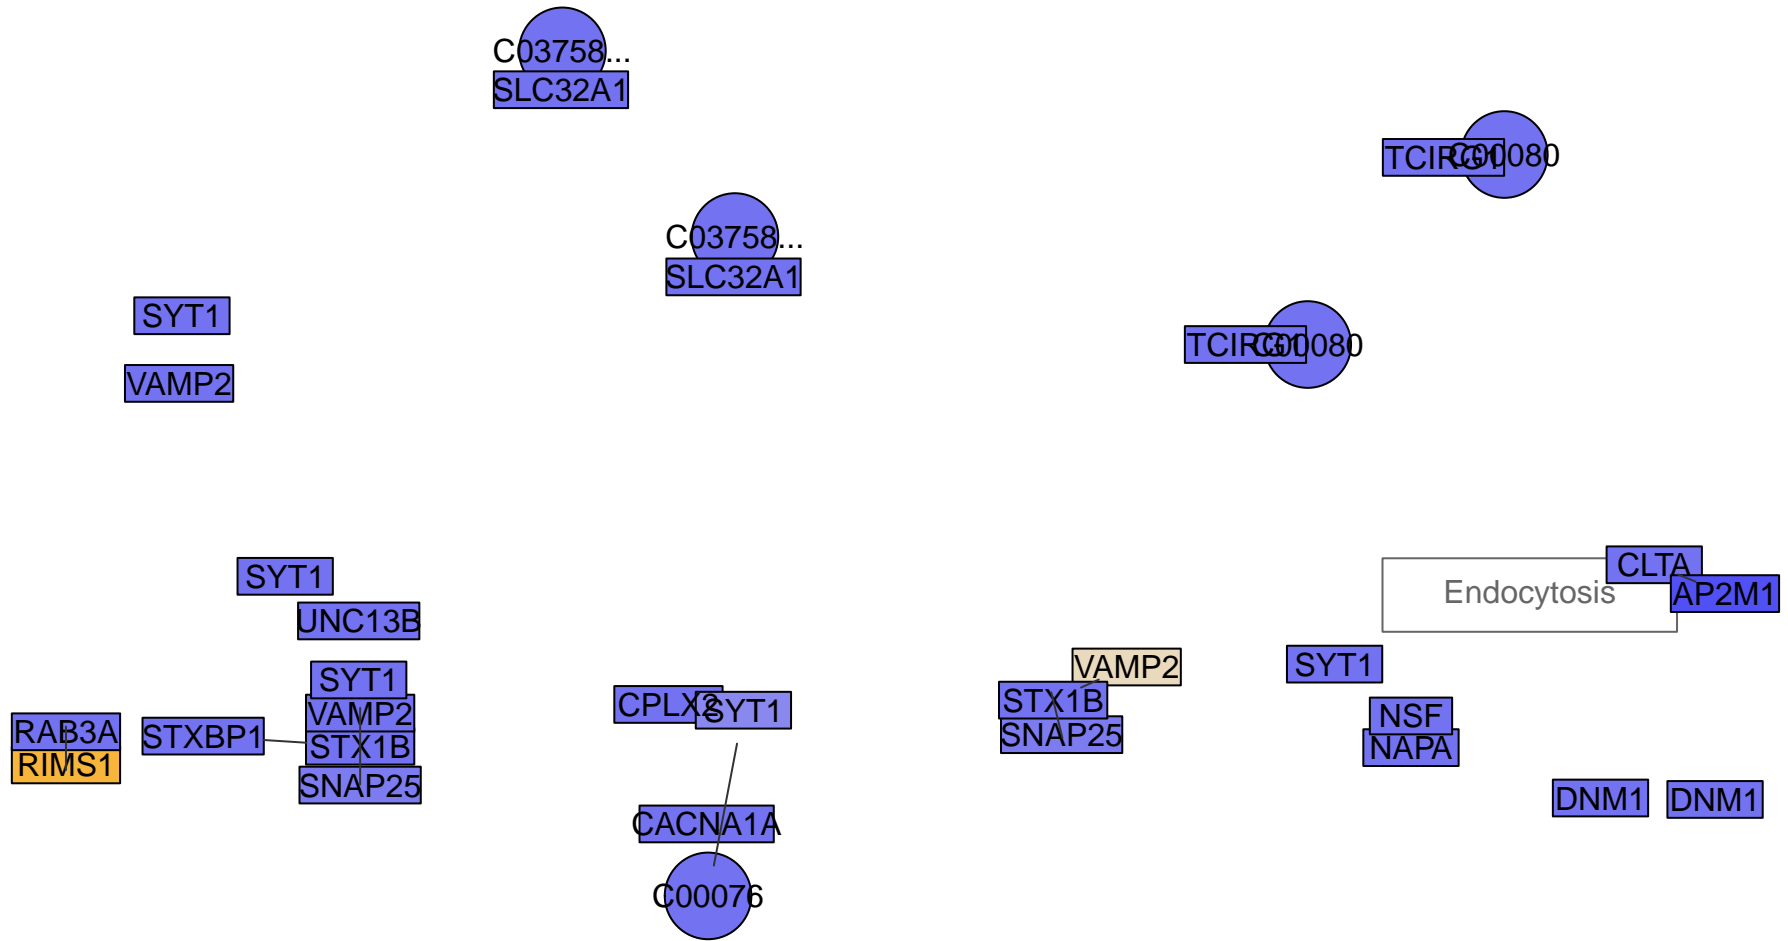 C03758...
SLC32A1
TCIRG1
C00080
C03758...
SLC32A1
SYT1
TCIRG1
C00080
VAMP2
CLTA
SYT1
Endocytosis
AP2M1
UNC13B
VAMP2
SYT1
SYT1
CPLX2
SYT1
STX1B
VAMP2
NSF
RAB3A
STXBP1
STX1B
SNAP25
NAPA
RIMS1
SNAP25
DNM1
DNM1
CACNA1A
C00076